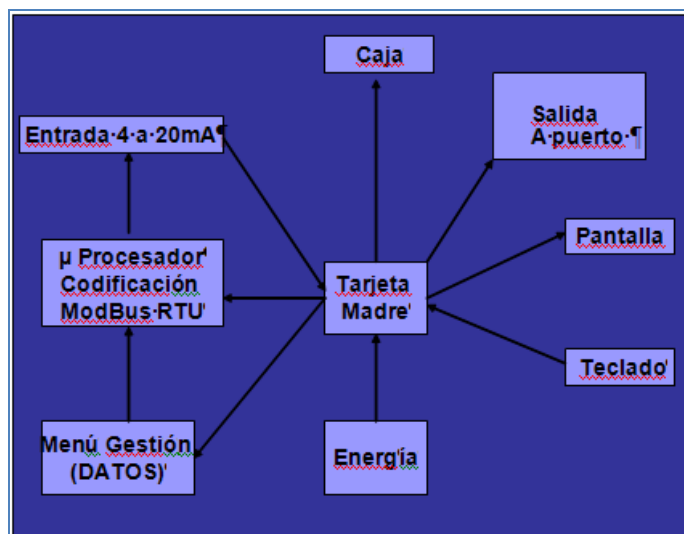 Caja
Salida
A·puerto·¶
Entrada·4·a·20mA¶
Pantalla
µ Procesador
Codificación
ModBus·RTU
Tarjeta
Madre
Teclado
Menú Gestión
(DATOS)
Energía